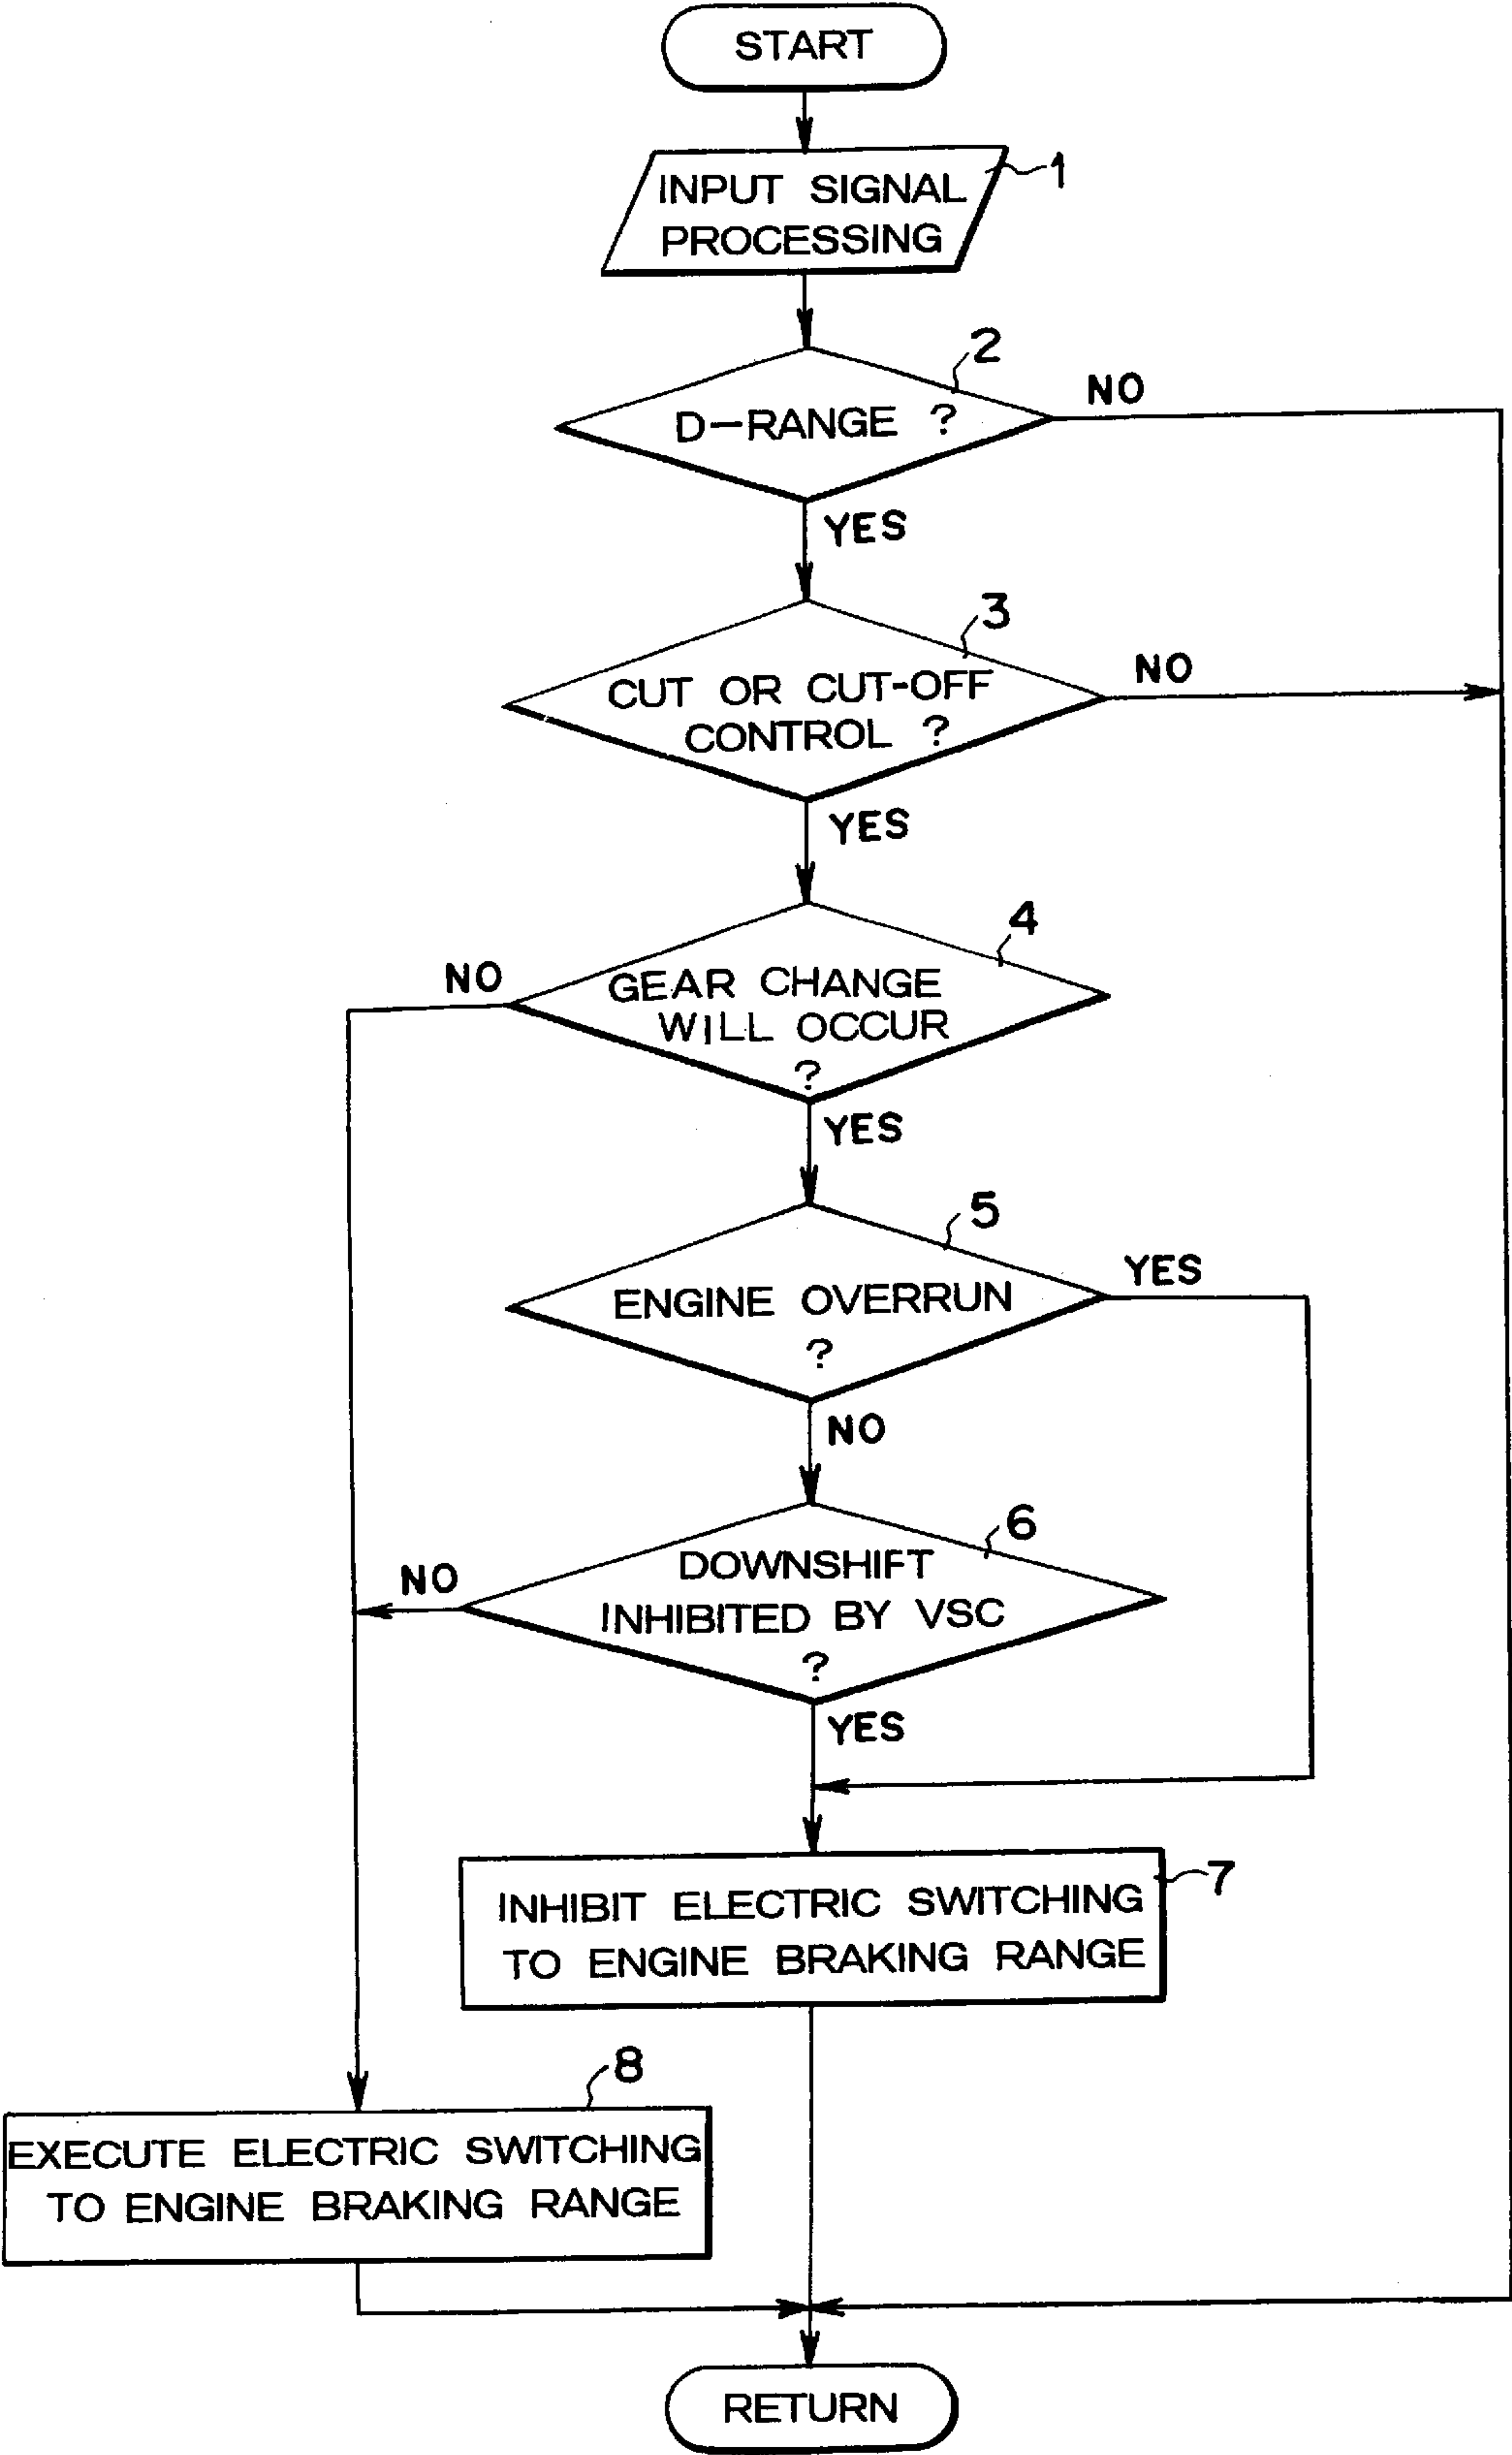 START
1
INPUT SIGNAL
PROCESSING
2
NO
D-RANGE ?
YES
3
NO
CUT OR CUT-OFF
CONTROL ?
YES
4
NO
GEAR CHANGE
WILL OCCUR
?
YES
5
YES
ENGINE OVERRUN
?
NO
6
DOWNSHIFT
NO
INHIBITED BY VSC
?
YES
7
INHIBIT ELECTRIC SWITCHING
TO ENGINE BRAKING RANGE
8
EXECUTE ELECTRIC SWITCHING
TO ENGINE BRAKING RANGE
RETURN